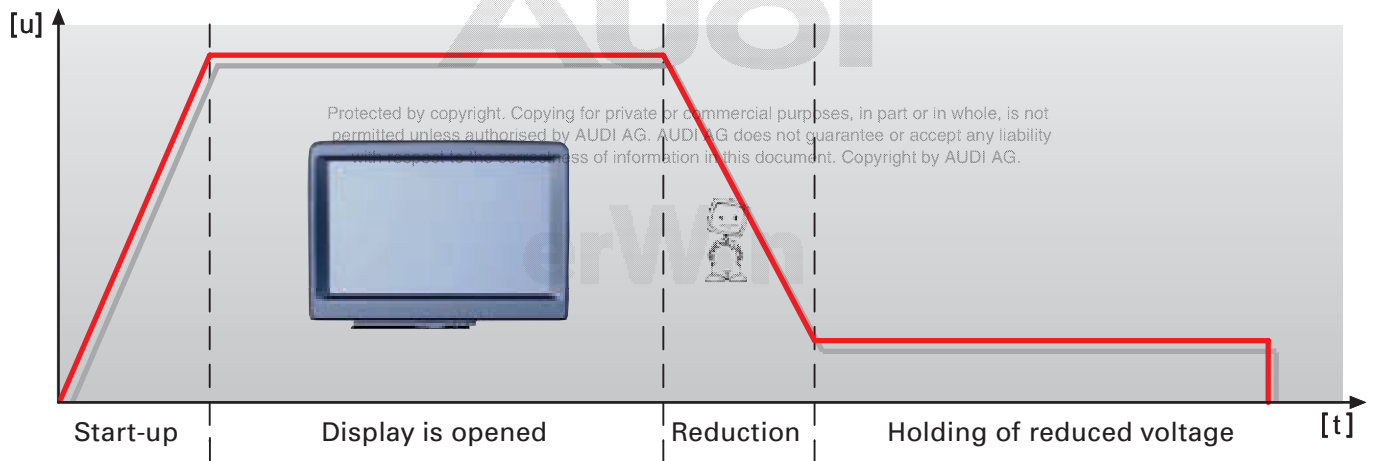 Audi
[u]
Protected by copyright. Copying for private or commercial purposes, in part or in whole, is not
permitted unless authorised by AUDI AG. AUDI AG does not guarantee or accept any liability
with respect to the correctness of information in this document. Copyright by AUDI AG.
erWin
Start-up
Display is opened
Reduction
Holding of reduced voltage
[t]